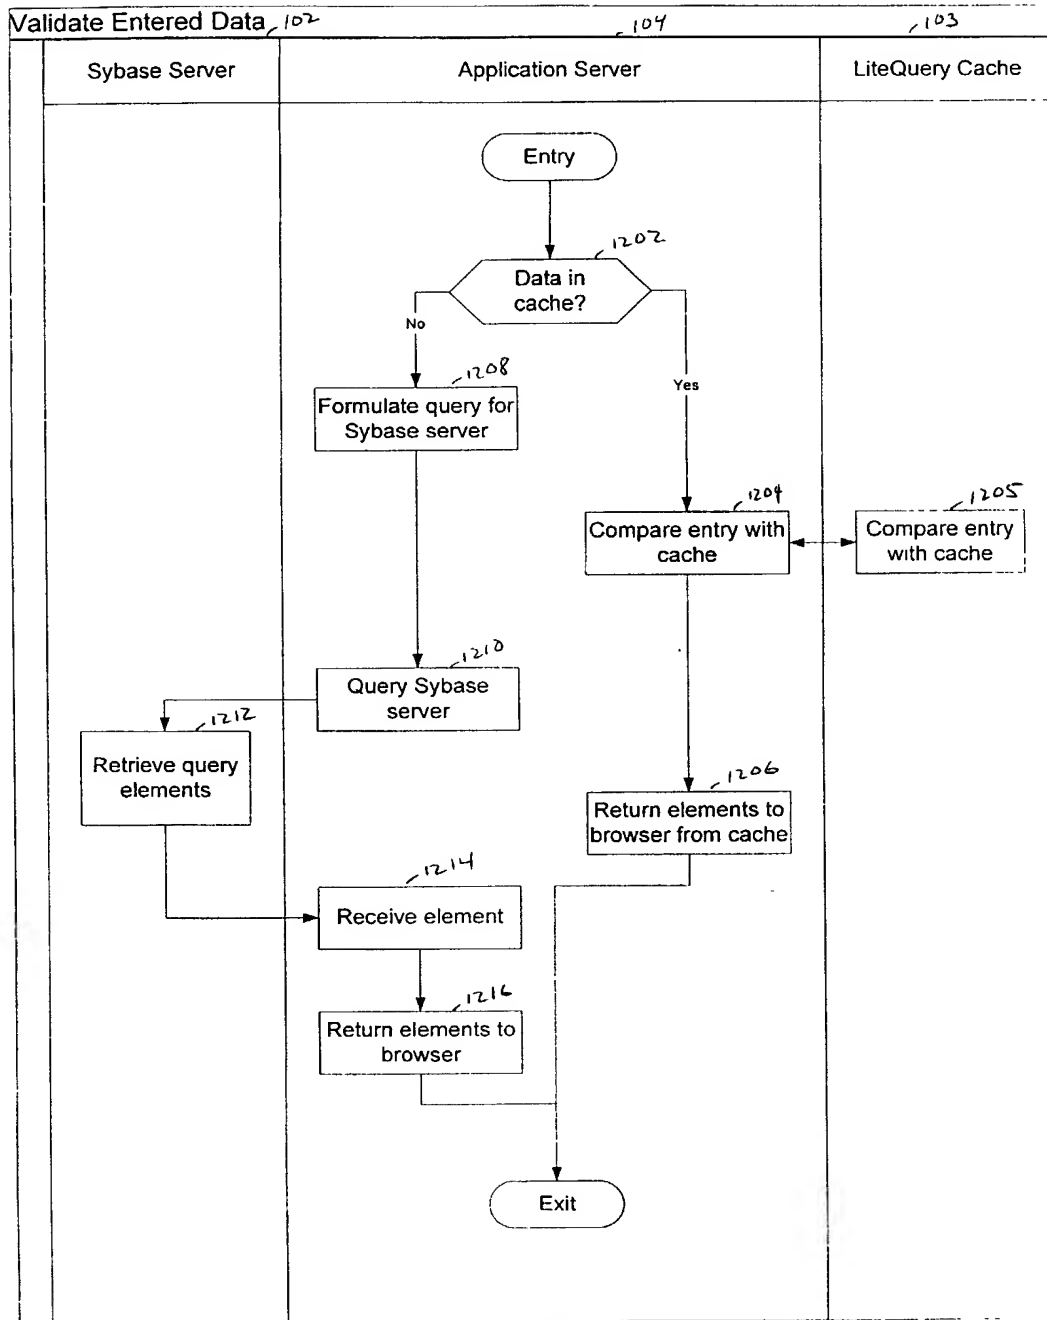 Validate Entered Data 102
104
103
Sybase Server
Application Server
LiteQuery Cache
Entry
1202
Data in
cache?
No
Yes
1208
Formulate query for
Sybase server
1204
Compare entry with
cache
1205
Compare entry
with cache
1210
Query Sybase
server
1212
Retrieve query
elements
1206
Return elements to
browser from cache
1214
Receive element
1216
Return elements to
browser
Exit